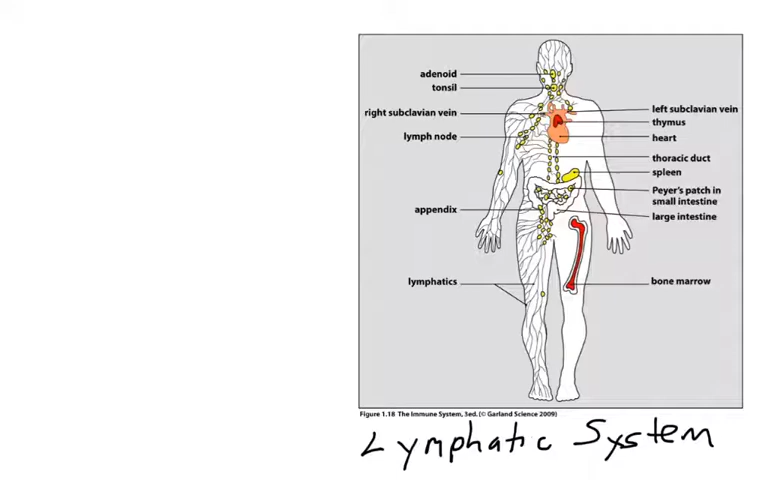 adenoid
tonsil
right subclavian vein
lymph node
appendix
lymphatics
left subclavian vein
thymus
heart
thoracic duct
spleen
Peyer's patch in
small intestine
large intestine
bone marrow
Figure 1.18 The Immune System, 3ed. (© Garland Science 2009)
Lymphatic System